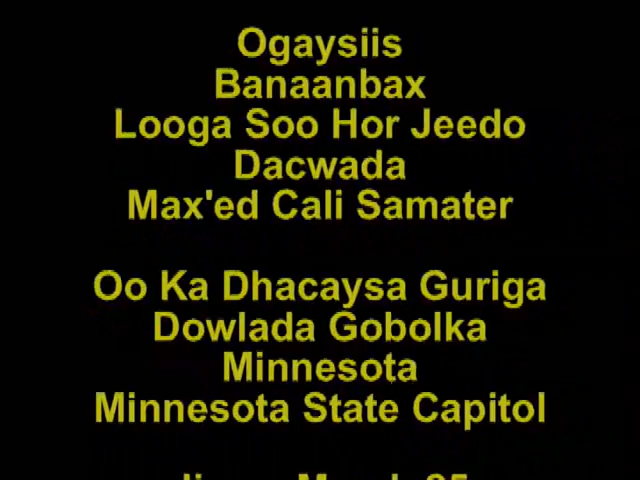 Ogaysiis
Banaanbax
Looga Soo Hor Jeedo
Dacwada
Max'ed Cali Samater
Oo Ka Dhacaysa Guriga
Dowlada Gobolka
Minnesota
Minnesota State Capitol